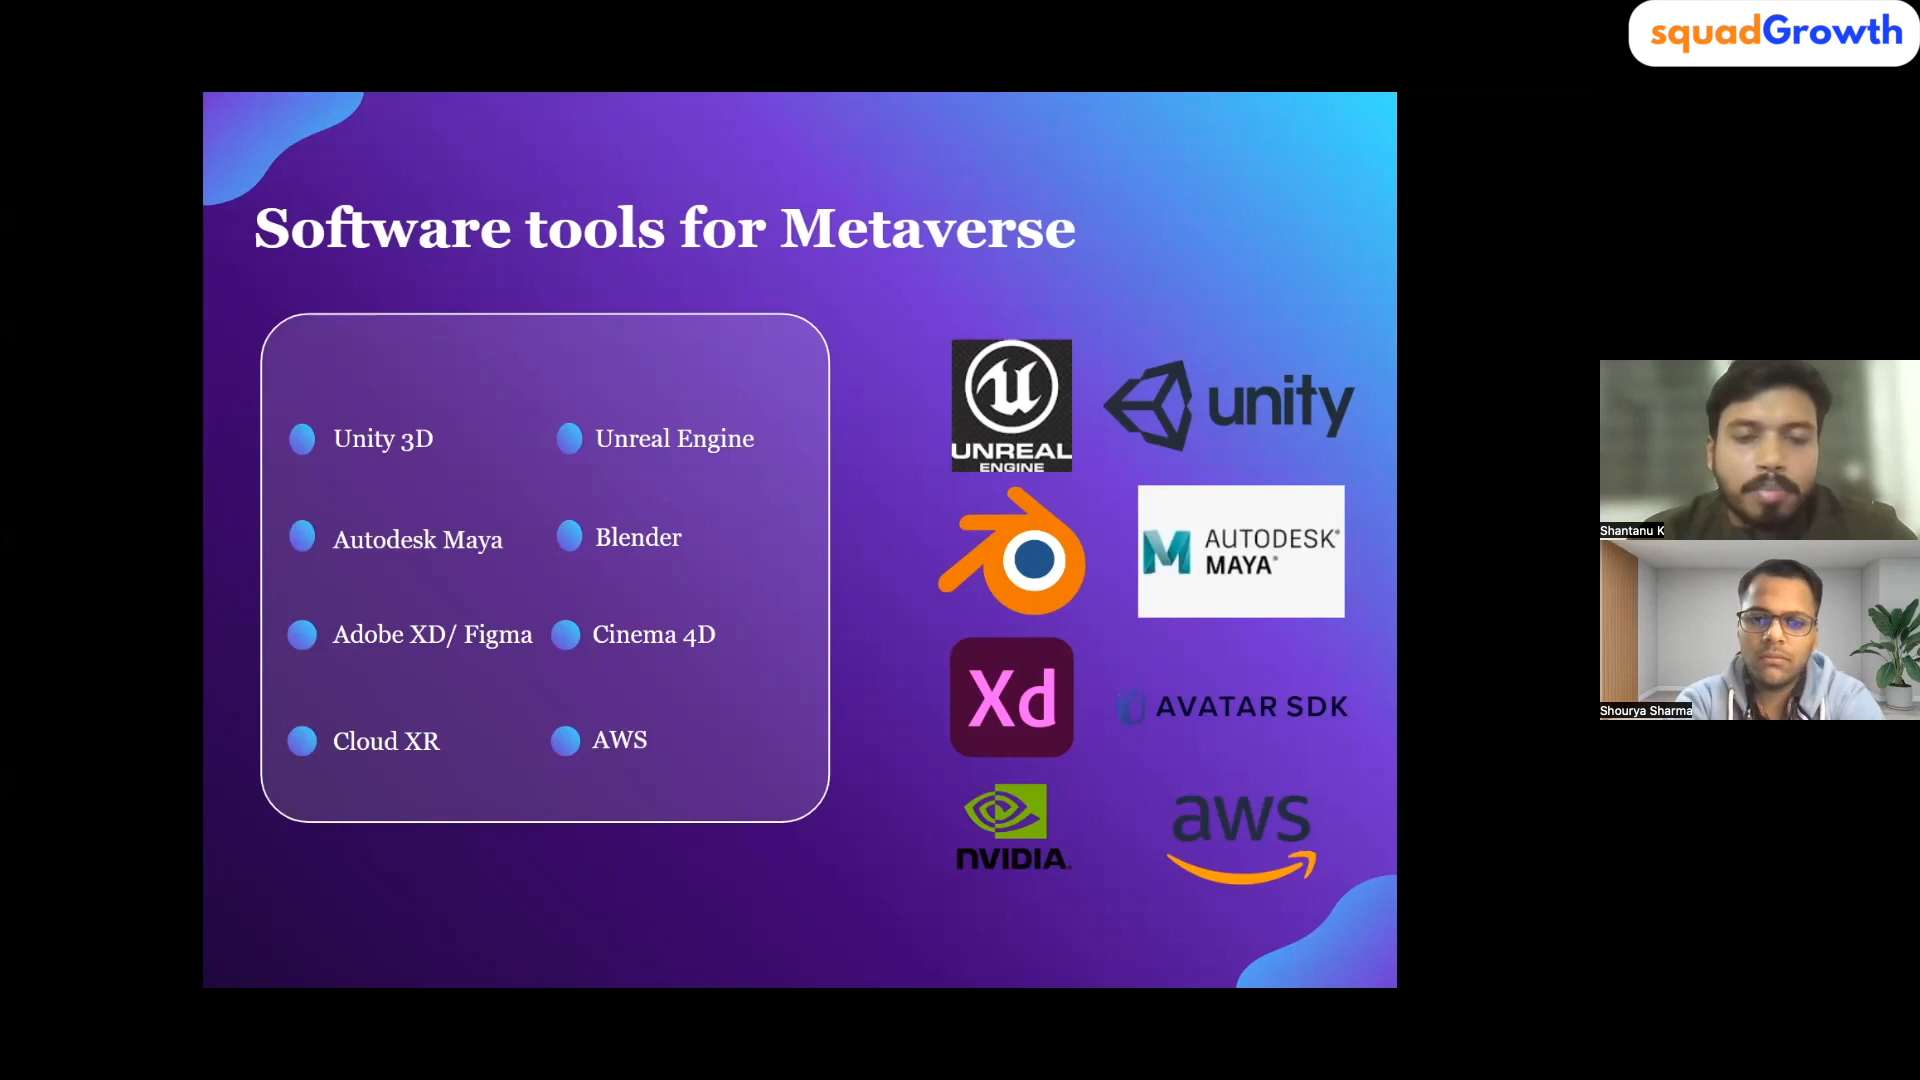 squadGrowth
Software tools for Metaverse
Unity 3D
Unreal Engine
Autodesk Maya
Blender
Adobe XD/ Figma
Cinema 4D
Cloud XR
AWS
UNREAL
ENGINE
unity
AUTODESK®
MAYA®
Xd
AVATAR SDK
NVIDIA.
aws
Shantanu K
Shourya Sharma